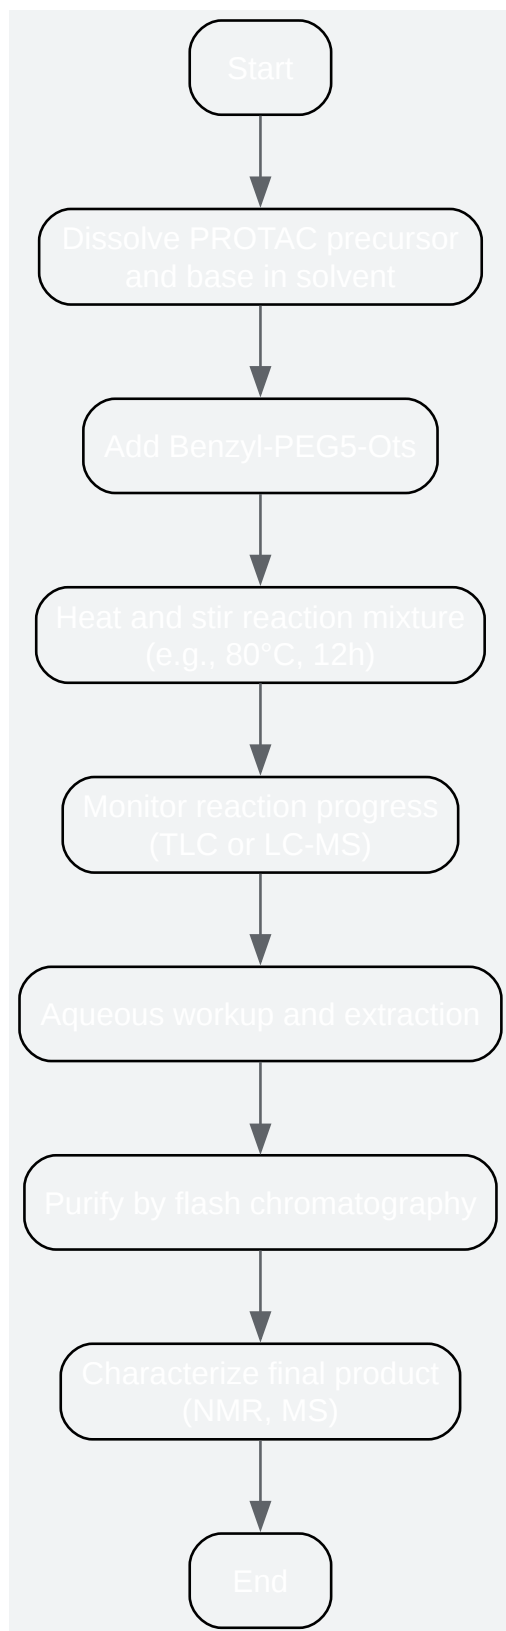 Start
Dissolve PROTAC precursor
and base in solvent
Add Benzyl-PEG5-Ots
Heat and stir reaction mixture
(e.g., 80°C, 12h)
Monitor reaction progress
(TLC or LC-MS)
Aqueous workup and extraction
Purify by flash chromatography
Characterize final product
(NMR, MS)
End